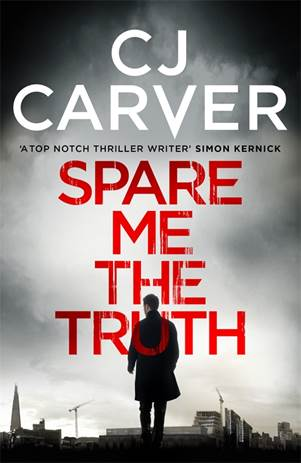 CJ
CARVER
'A TOP NOTCH THRILLER WRITER' SIMON KERNICK
SPARE
ME
THE
TRUTH